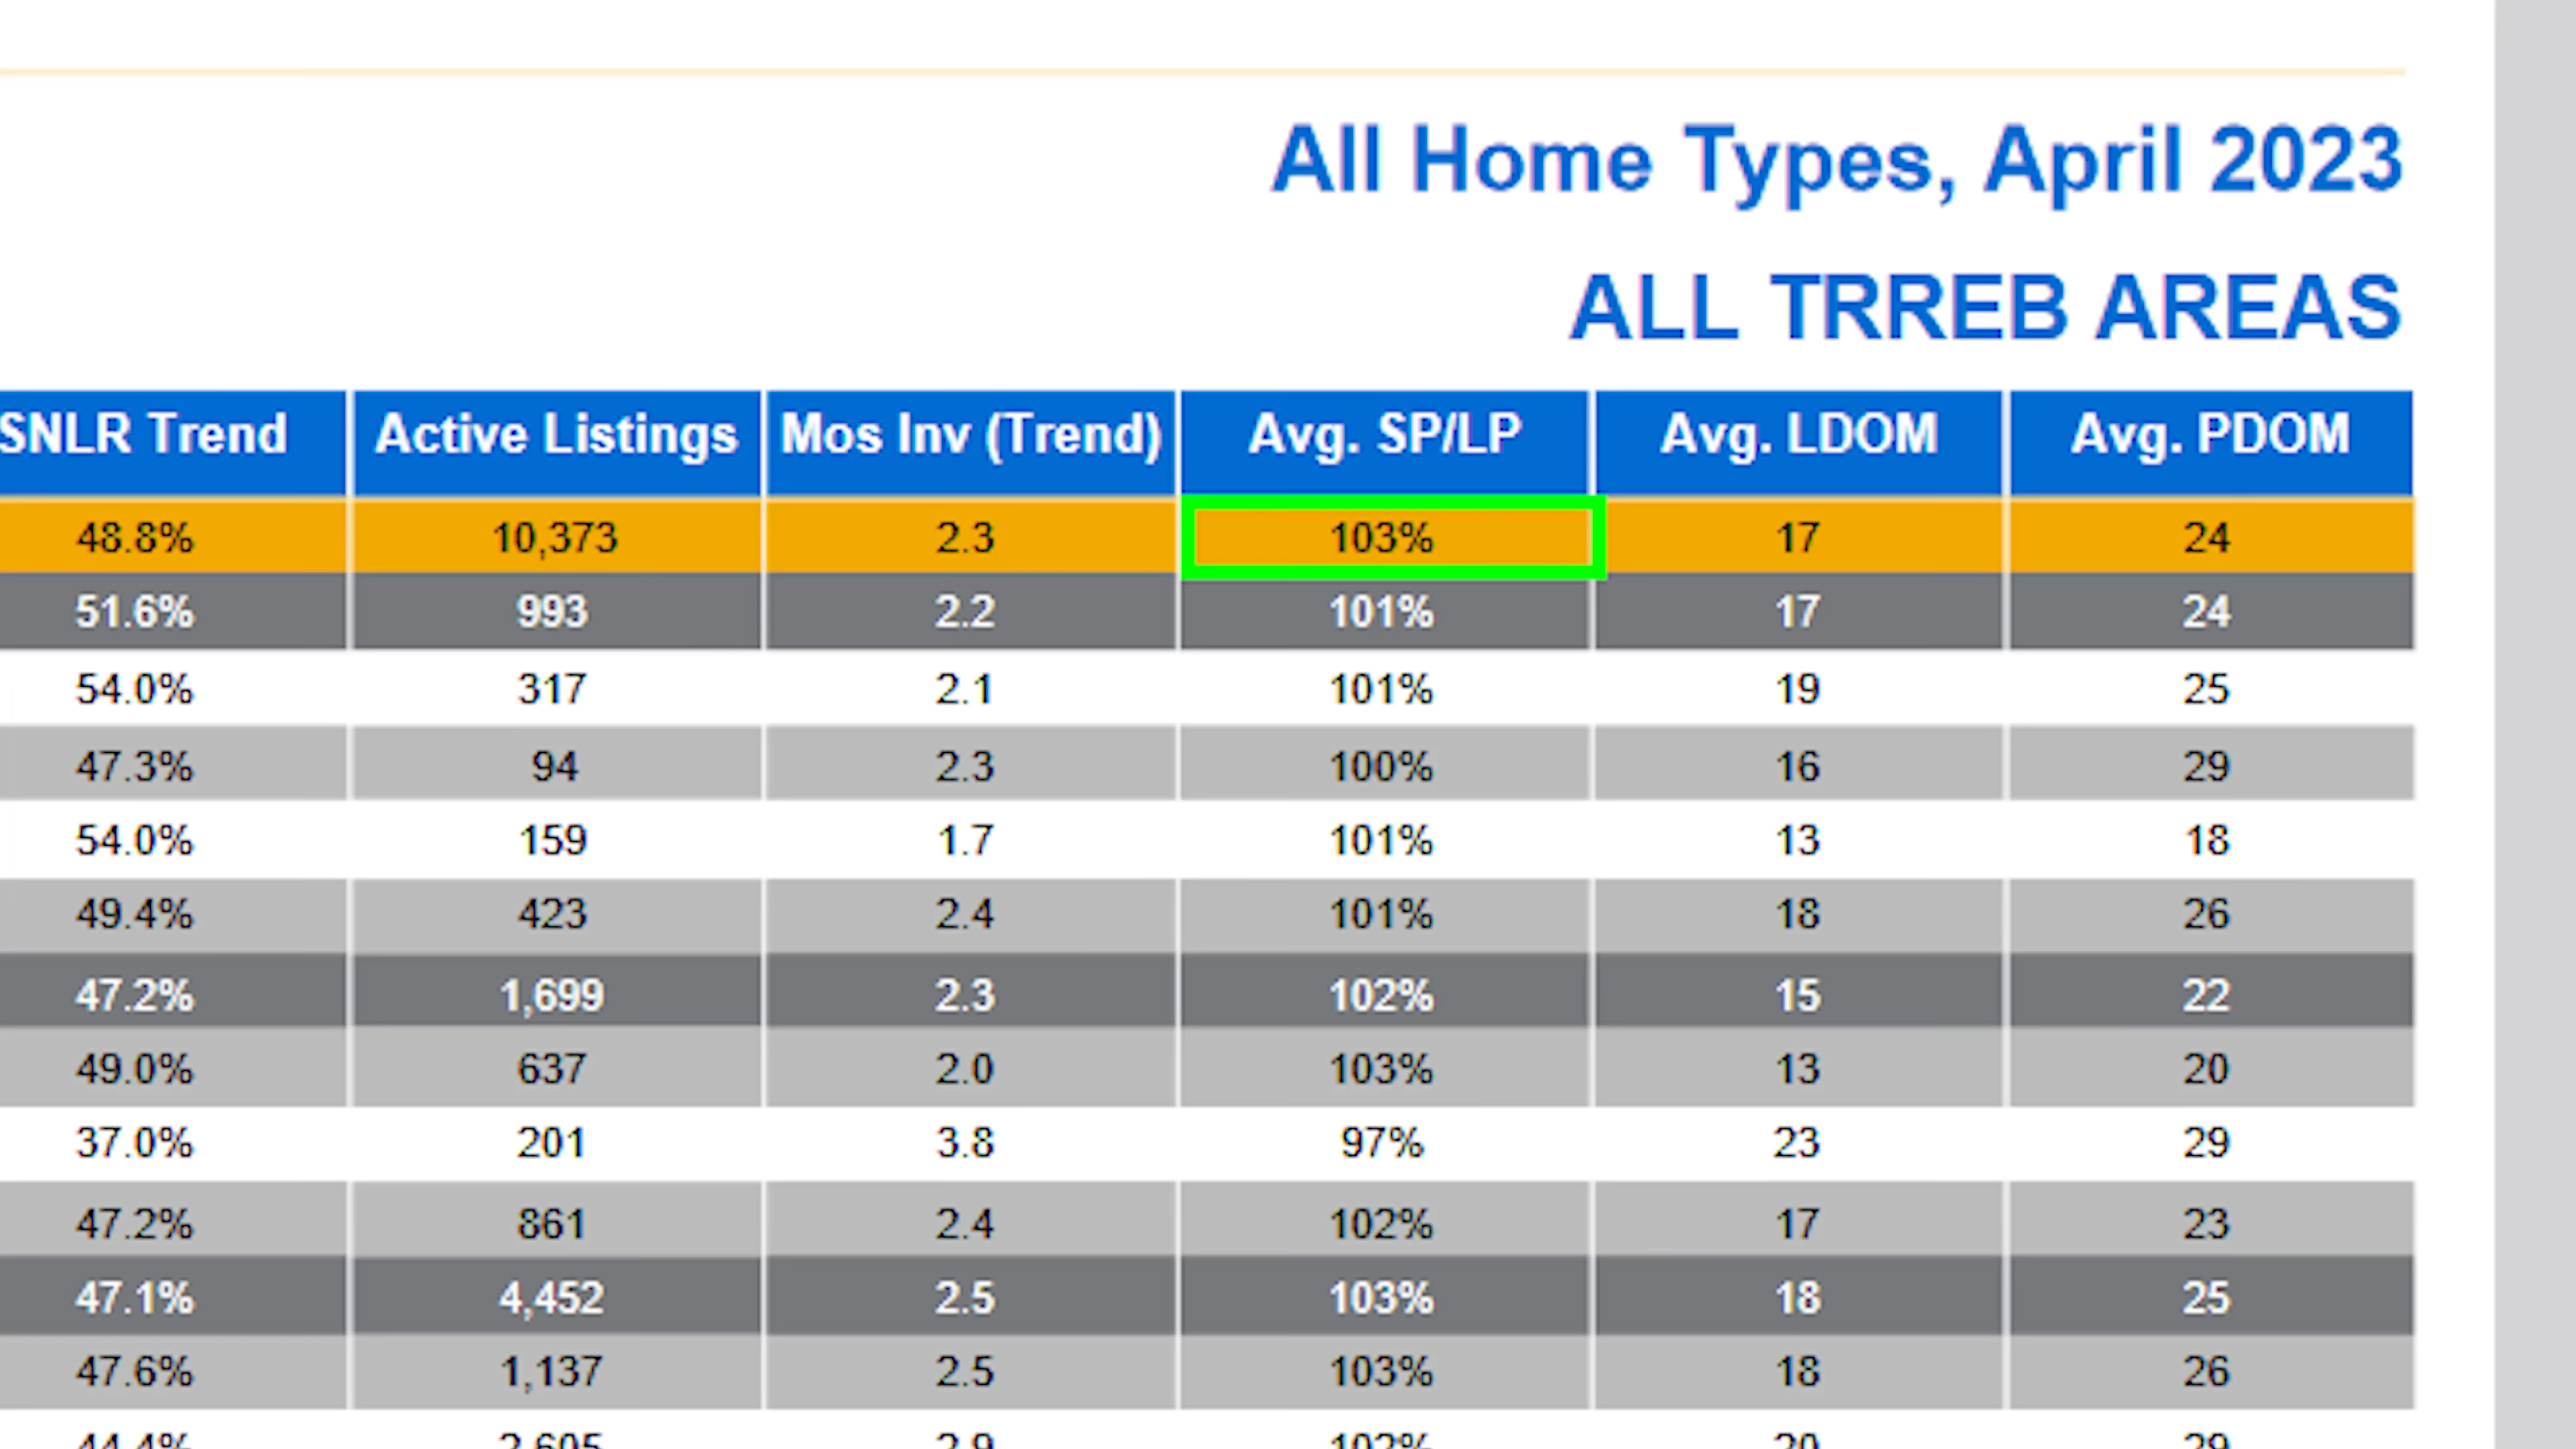 All Home Types, April 2023
ALL TRREB AREAS
SNLR Trend Active Listings Mos Inv (Trend) Avg. SP/LP Avg. LDOM Avg. PDOM
48.8% 10,373 2.3 103% 17 24
51.6% 993 2.2 101% 17 24
54.0% 317 2.1 101% 19 25
47.3% 94 2.3 100% 16 29
54.0% 159 1.7 101% 13 18
49.4% 423 2.4 101% 18 26
47.2% 1,699 2.3 102% 15 22
49.0% 637 2.0 103% 13 20
37.0% 201 3.8 97% 23 29
47.2% 861 2.4 102% 17 23
47.1% 4,452 2.5 103% 18 25
47.6% 1,137 2.5 103% 18 26